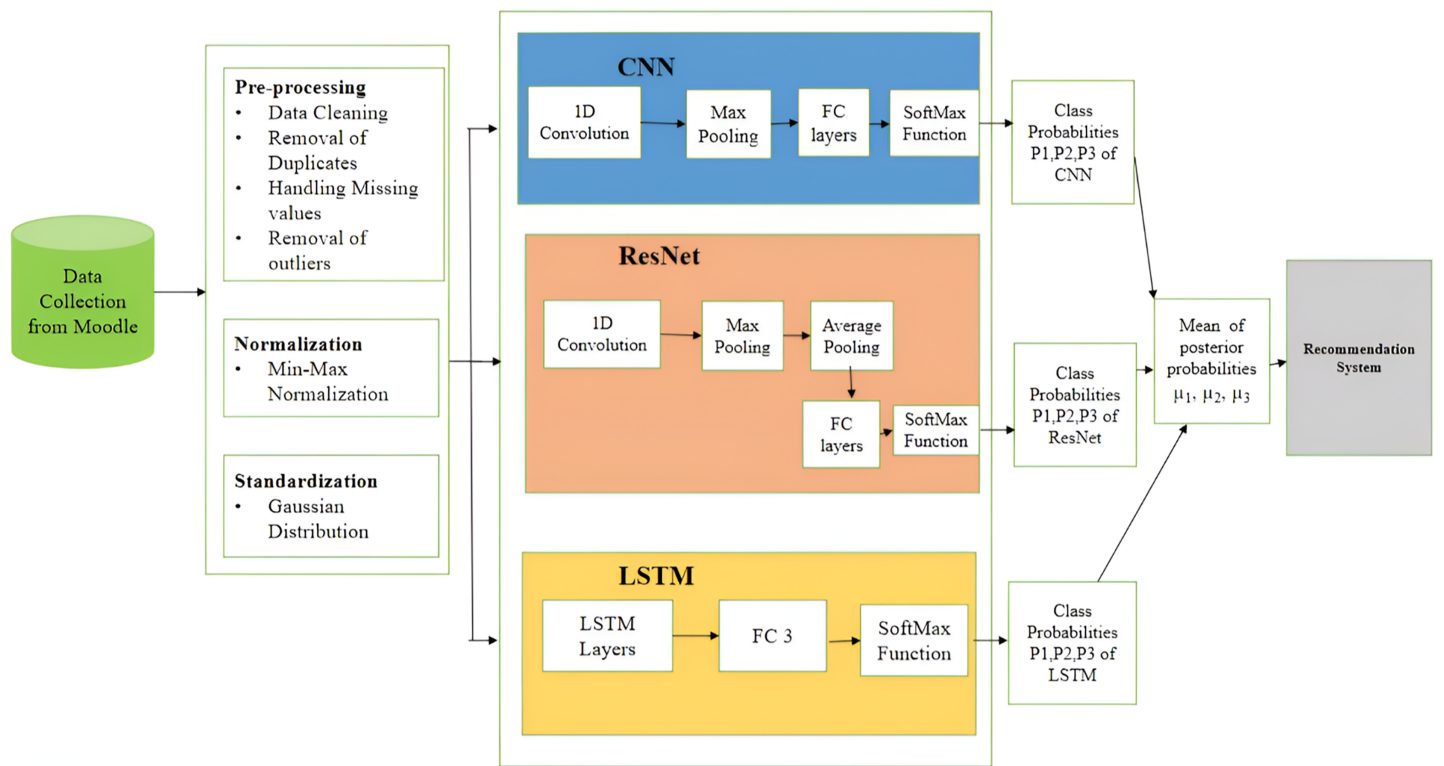 Data
Collection
from Moodle
Pre-processing
• Data Cleaning
• Removal of
Duplicates
• Handling Missing
values
• Removal of
outliers
Normalization
• Min-Max
Normalization
Standardization
• Gaussian
Distribution
CNN
1D
Convolution
Max
Pooling
FC
layers
SoftMax
Function
Class
Probabilities
P1,P2,P3 of
CNN
ResNet
1D
Convolution
Max
Pooling
Average
Pooling
FC
layers
SoftMax
Function
Class
Probabilities
P1,P2,P3 of
ResNet
LSTM
LSTM
Layers
FC 3
SoftMax
Function
Class
Probabilities
P1,P2,P3 of
LSTM
Mean of
posterior
probabilities
μ₁, μ₂, μ₃
Recommendation
System